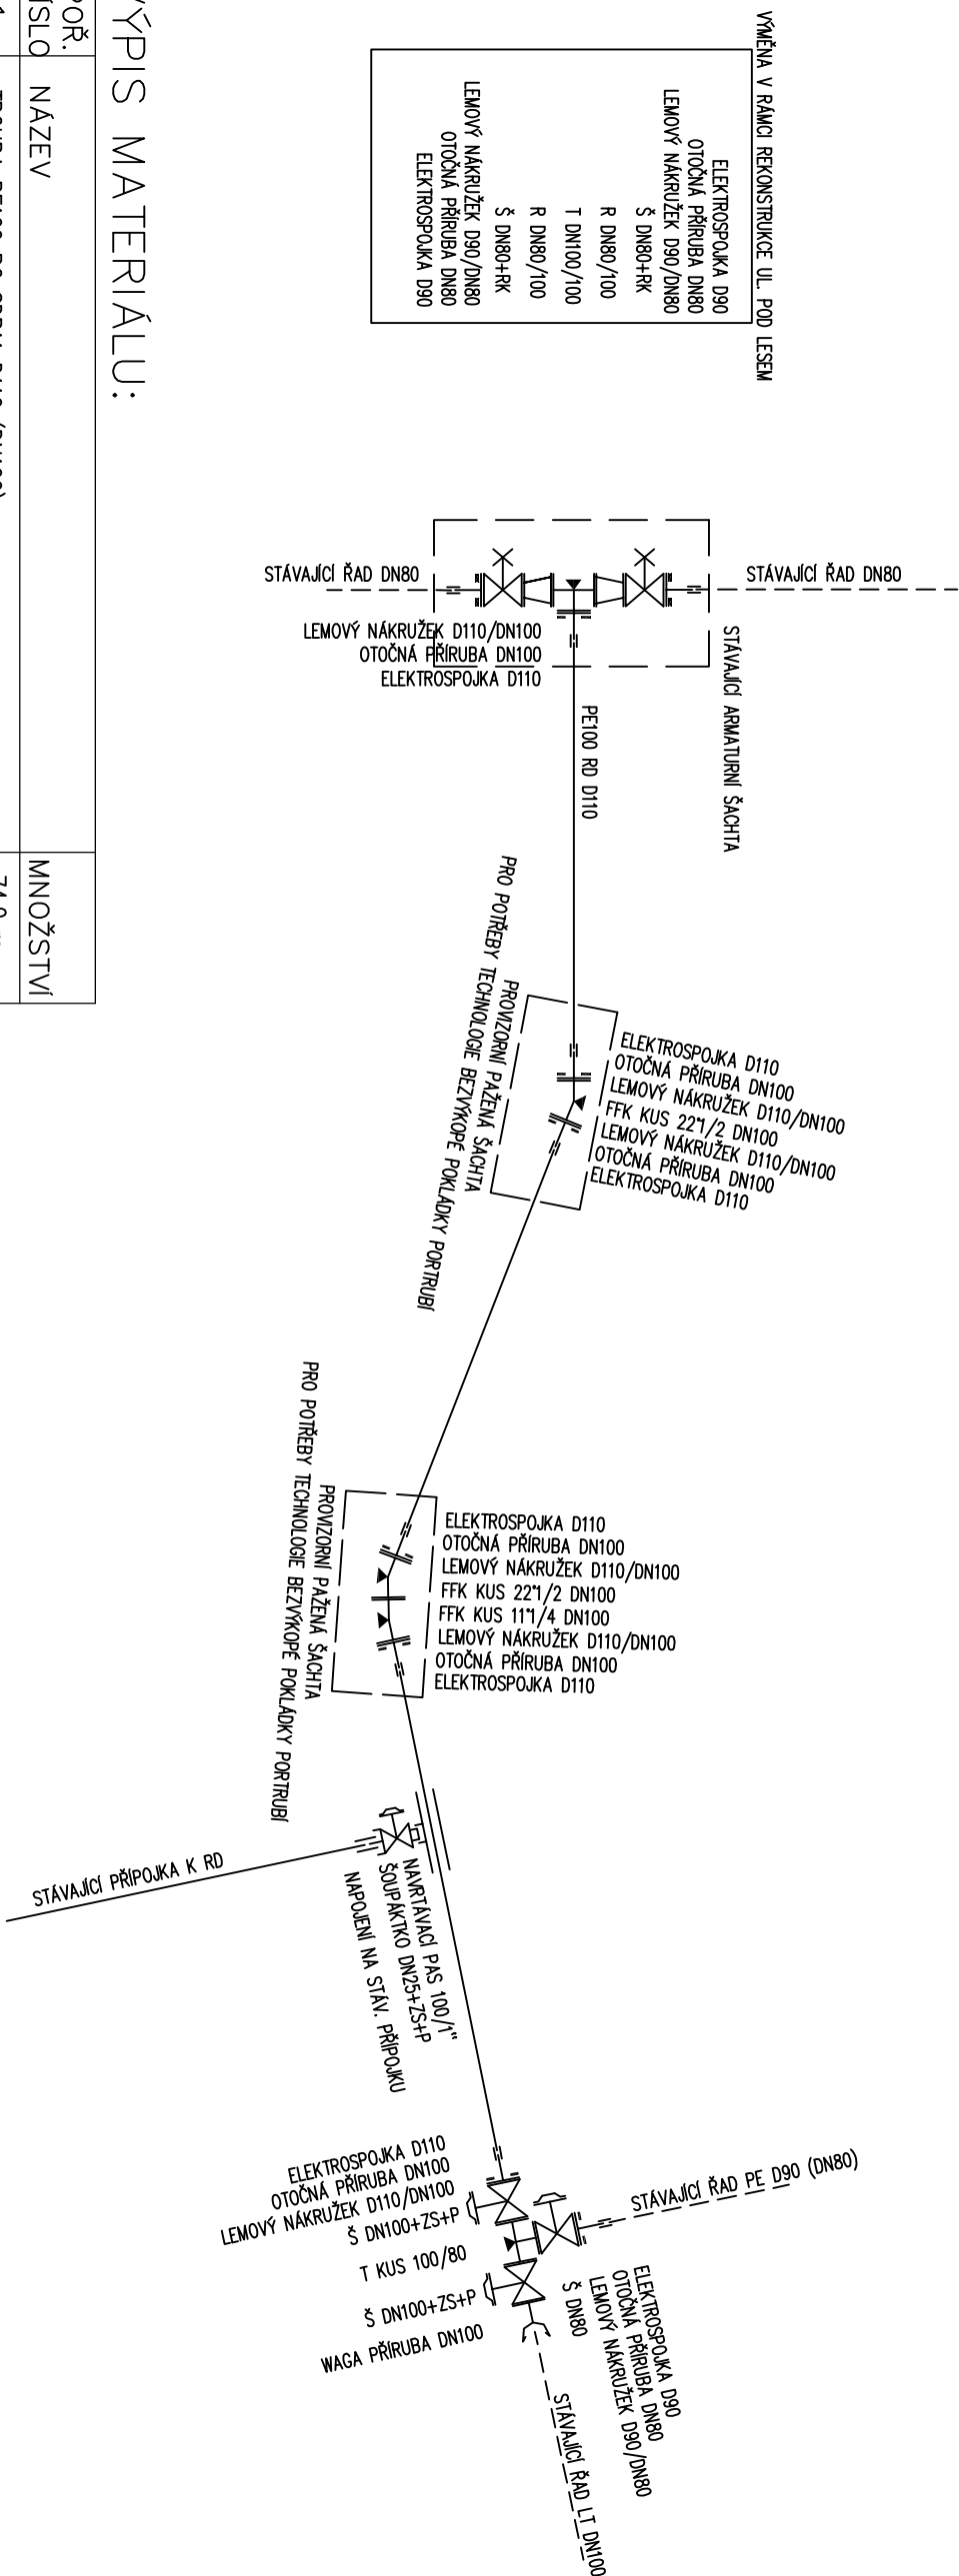 VÝMĚNA V RÁMCI REKONSTRUKCE UL. POD LESEM
ELEKTROSPOJKA D90
OTOČNÁ PŘÍRUBA DN80
LEMOVÝ NÁKRUŽEK D90/DN80
Š DN80+RK
R DN80/100
T DN100/100
R DN80/100
Š DN80+RK
LEMOVÝ NÁKRUŽEK D90/DN80
OTOČNÁ PŘÍRUBA DN80
ELEKTROSPOJKA D90
STÁVAJÍCÍ ŘAD DN80
STÁVAJÍCÍ ŘAD DN80
STÁVAJÍCÍ ARMATURNÍ ŠACHTA
LEMOVÝ NÁKRUŽEK D110/DN100
OTOČNÁ PŘÍRUBA DN100
ELEKTROSPOJKA D110
PE100 RD D110
ELEKTROSPOJKA D110
OTOČNÁ PŘÍRUBA DN100
LEMOVÝ NÁKRUŽEK D110/DN100
FFK KUS 22°1/2 DN100
LEMOVÝ NÁKRUŽEK D110/DN100
OTOČNÁ PŘÍRUBA DN100
ELEKTROSPOJKA D110
PROVIZORNÍ PAŽENÁ ŠACHTA
PRO POTŘEBY TECHNOLOGIE BEZVÝKOPÉ POKLÁDKY PORTRUBÍ
ELEKTROSPOJKA D110
OTOČNÁ PŘÍRUBA DN100
LEMOVÝ NÁKRUŽEK D110/DN100
FFK KUS 22°1/2 DN100
FFK KUS 11°1/4 DN100
LEMOVÝ NÁKRUŽEK D110/DN100
OTOČNÁ PŘÍRUBA DN100
ELEKTROSPOJKA D110
PROVIZORNÍ PAŽENÁ ŠACHTA
PRO POTŘEBY TECHNOLOGIE BEZVÝKOPÉ POKLÁDKY PORTRUBÍ
STÁVAJÍCÍ PŘÍPOJKA K RD
NAVRTÁVACÍ PAS 100/1"
ŠOUPÁKTKO DN25+ZS+P
NAPOJENÍ NA STÁV. PŘÍPOJKU
ELEKTROSPOJKA D110
OTOČNÁ PŘÍRUBA DN100
LEMOVÝ NÁKRUŽEK D110/DN100
Š DN100+ZS+P
T KUS 100/80
Š DN100+ZS+P
WAGA PŘÍRUBA DN100
STÁVAJÍCÍ ŘAD PE D90 (DN80)
ELEKTROSPOJKA D90
OTOČNÁ PŘÍRUBA DN80
LEMOVÝ NÁKRUŽEK D90/DN80
Š DN80
STÁVAJÍCÍ ŘAD LT DN100
VÝPIS MATERIÁLU:
POŘ.
ČÍSLO NÁZEV MNOŽSTVÍ